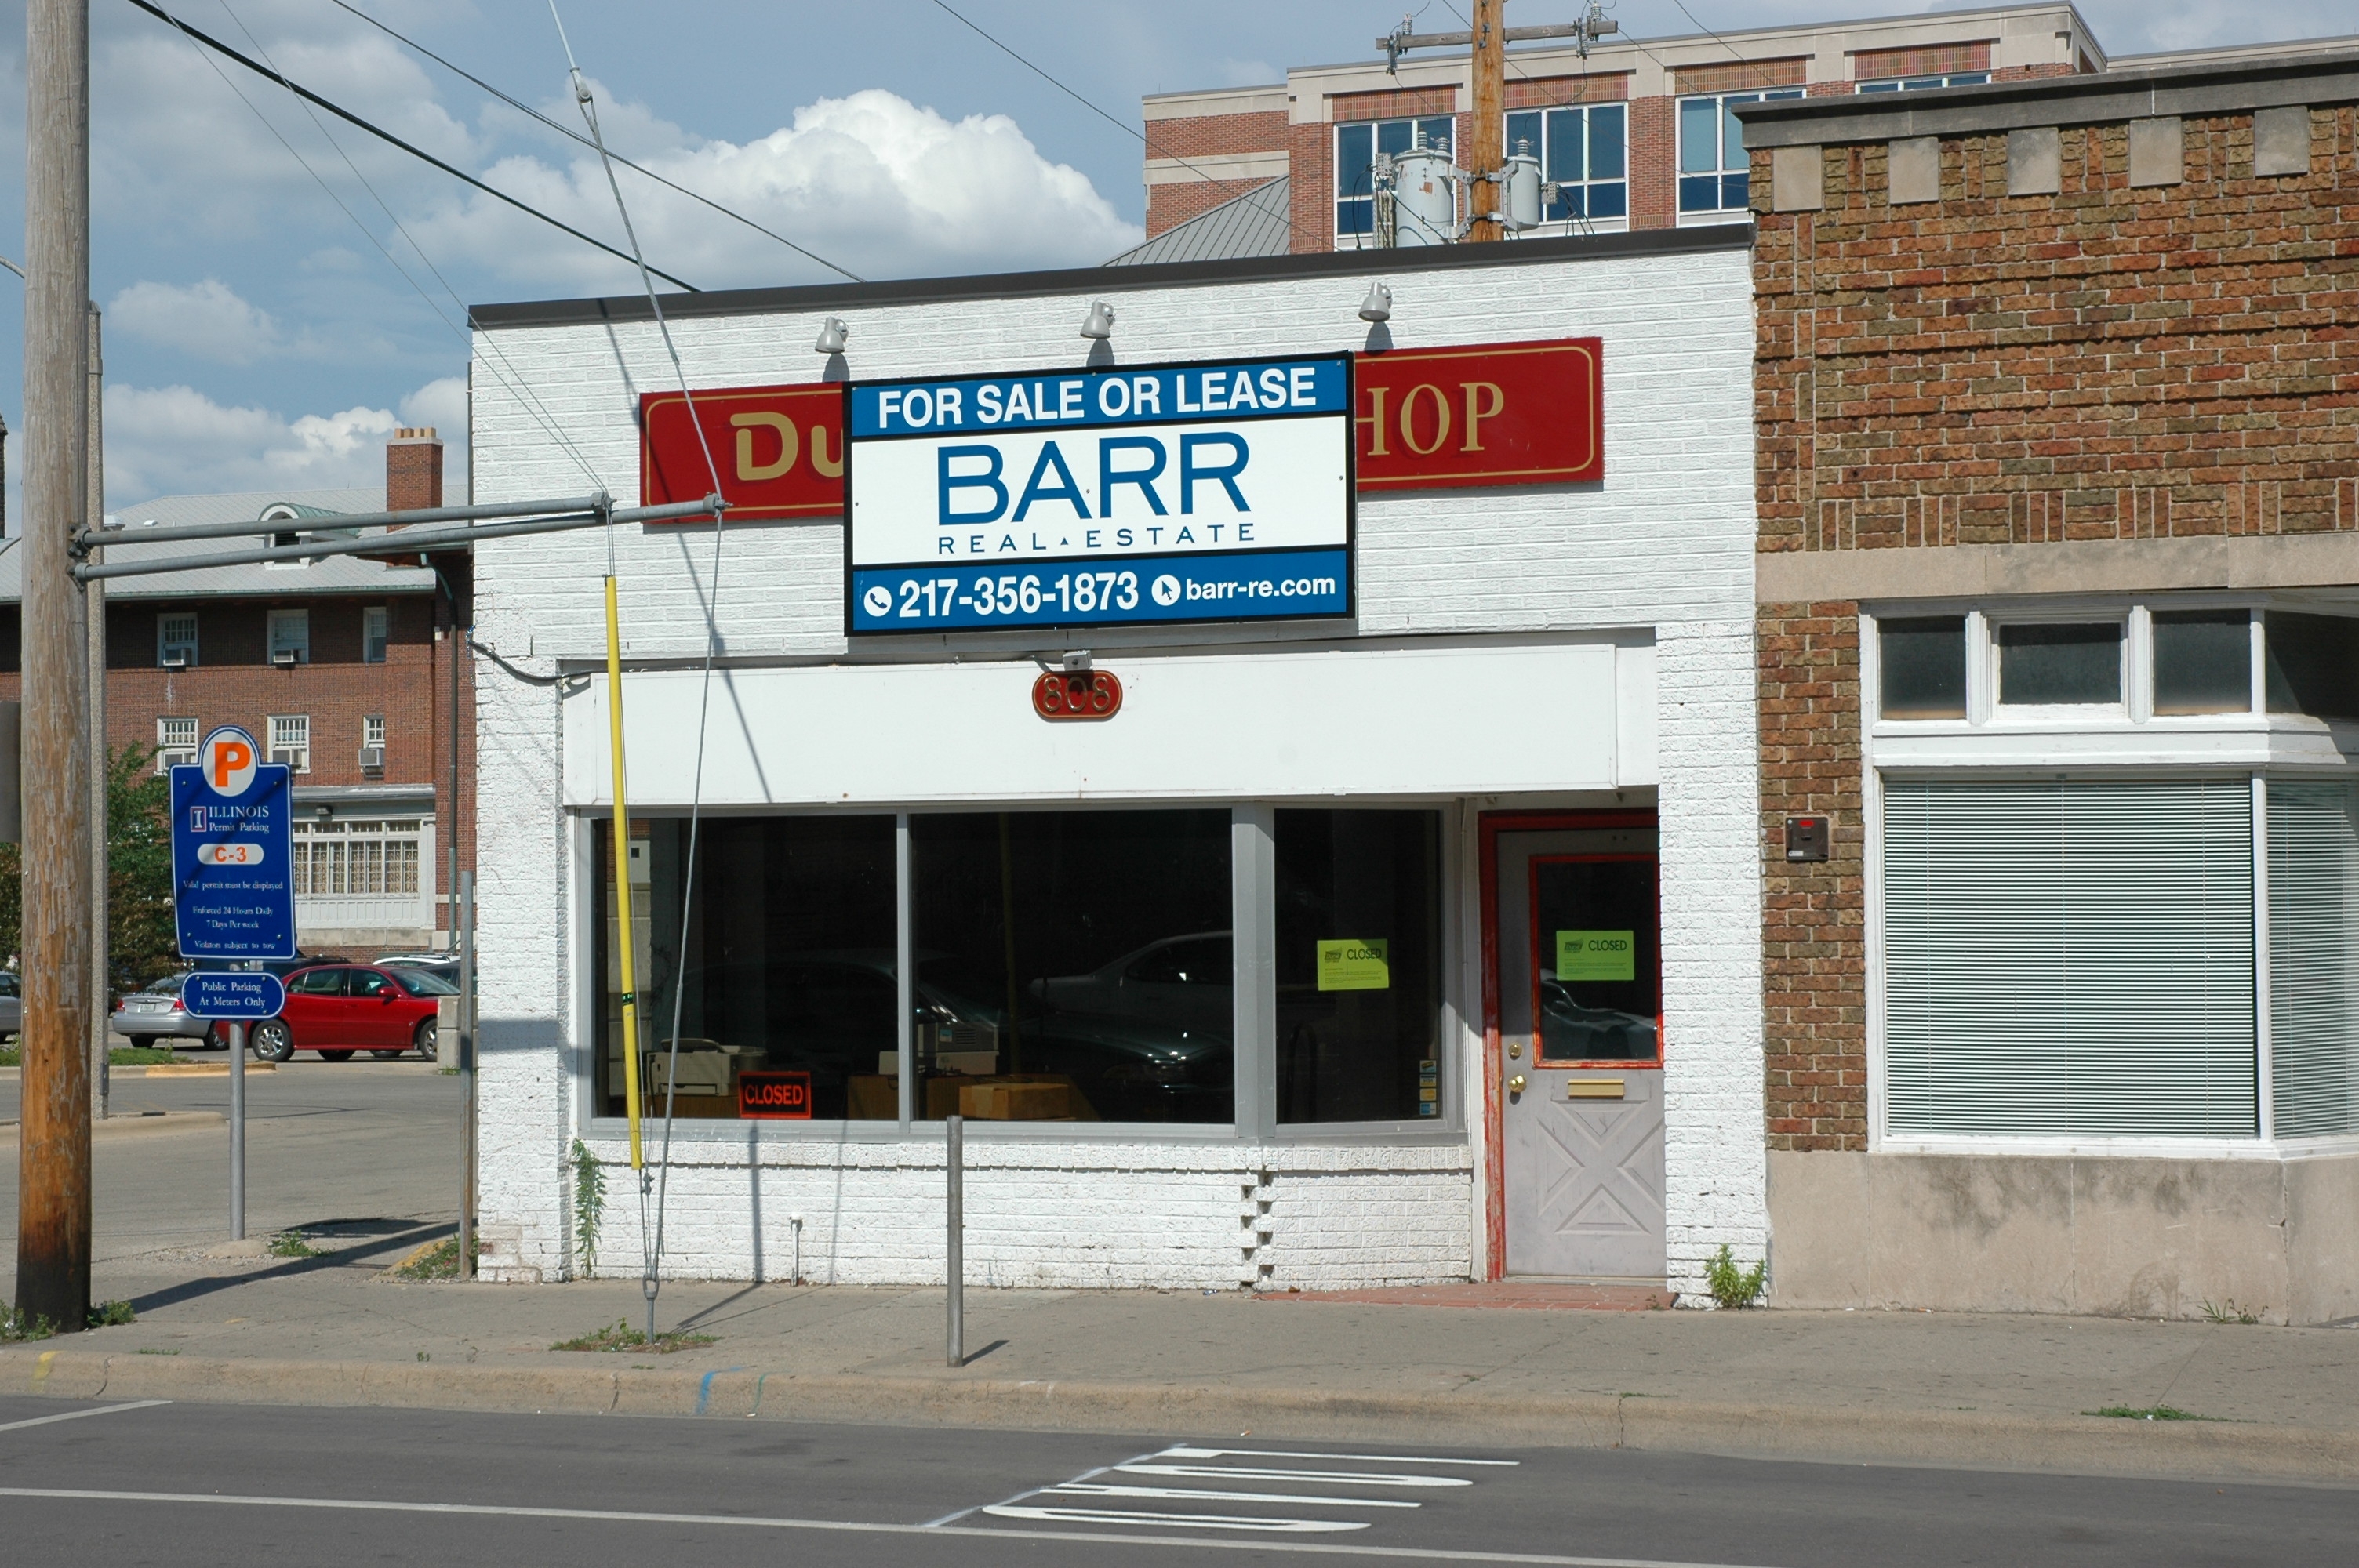 FOR SALE OR LEASE
DU
HOP
BARR
REAL ESTATE
217-356-1873 barr-re.com
808
P
I ILLINOIS
Permit Parking
C-3
Valid permit must be displayed
Enforced 24 Hours Daily
7 Days Per week
Violators subject to tow
Public Parking
At Meters Only
CLOSED
CLOSED
CLOSED